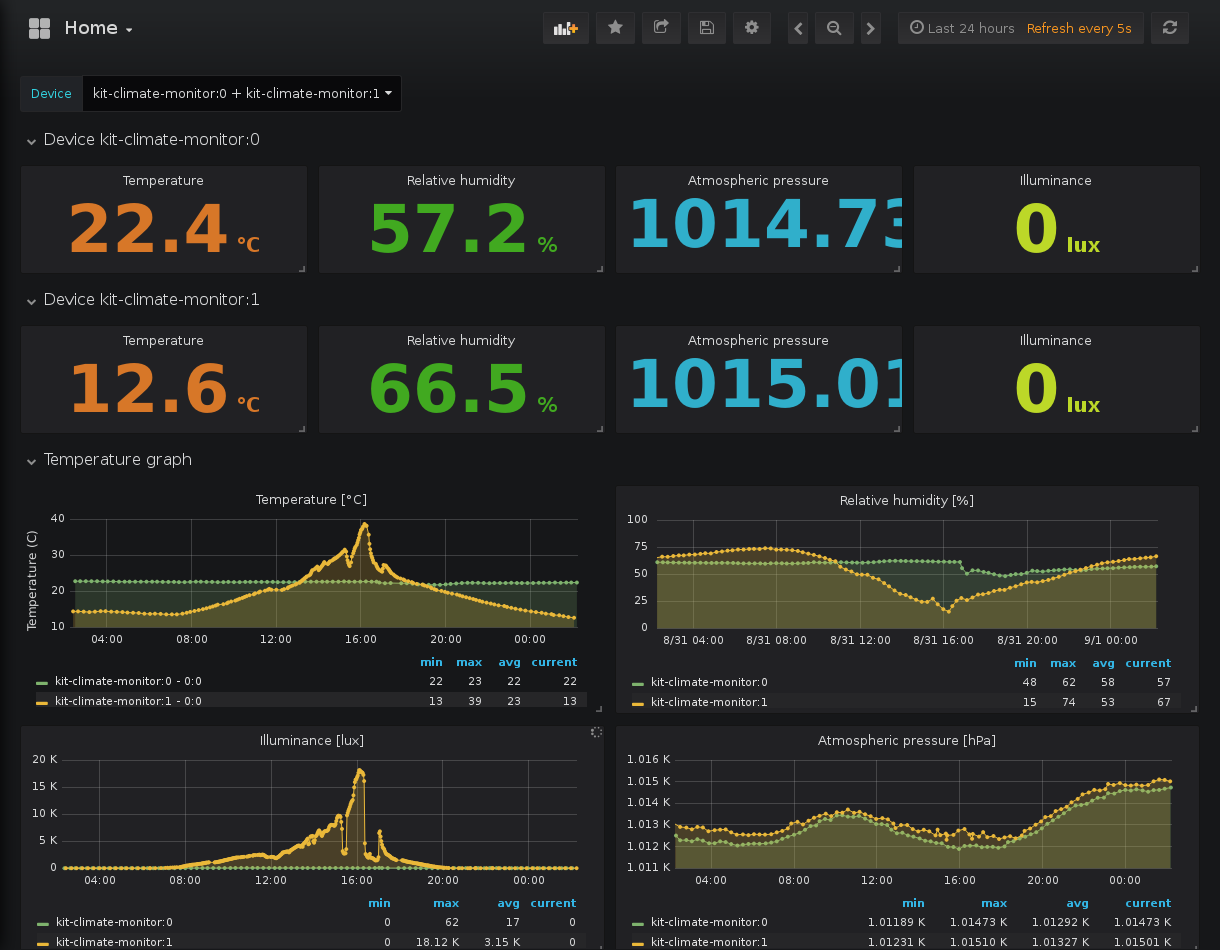 Home
Last 24 hours Refresh every 5s
Device kit-climate-monitor:0 + kit-climate-monitor:1
Device kit-climate-monitor:0
Temperature Relative humidity Atmospheric pressure Illuminance
22.4 °C 57.2 % 1014.73 0 lux
Device kit-climate-monitor:1
Temperature Relative humidity Atmospheric pressure Illuminance
12.6 °C 66.5 % 1015.01 0 lux
Temperature graph
Temperature [°C]
Temperature (C)
40
30
20
10
04:00 08:00 12:00 16:00 20:00 00:00
min max avg current
kit-climate-monitor:0 - 0:0 22 23 22 22
kit-climate-monitor:1 - 0:0 13 39 23 13
Relative humidity [%]
100
75
50
25
0
8/31 04:00 8/31 08:00 8/31 12:00 8/31 16:00 8/31 20:00 9/1 00:00
min max avg current
kit-climate-monitor:0 48 62 58 57
kit-climate-monitor:1 15 74 53 67
Illuminance [lux]
20 K
15 K
10 K
5 K
0
04:00 08:00 12:00 16:00 20:00 00:00
min max avg current
kit-climate-monitor:0 0 62 17 0
kit-climate-monitor:1 0 18.12 K 3.15 K 0
Atmospheric pressure [hPa]
1.016 K
1.015 K
1.014 K
1.013 K
1.012 K
1.011 K
04:00 08:00 12:00 16:00 20:00 00:00
min max avg current
kit-climate-monitor:0 1.01189 K 1.01473 K 1.01292 K 1.01473 K
kit-climate-monitor:1 1.01231 K 1.01510 K 1.01327 K 1.01501 K